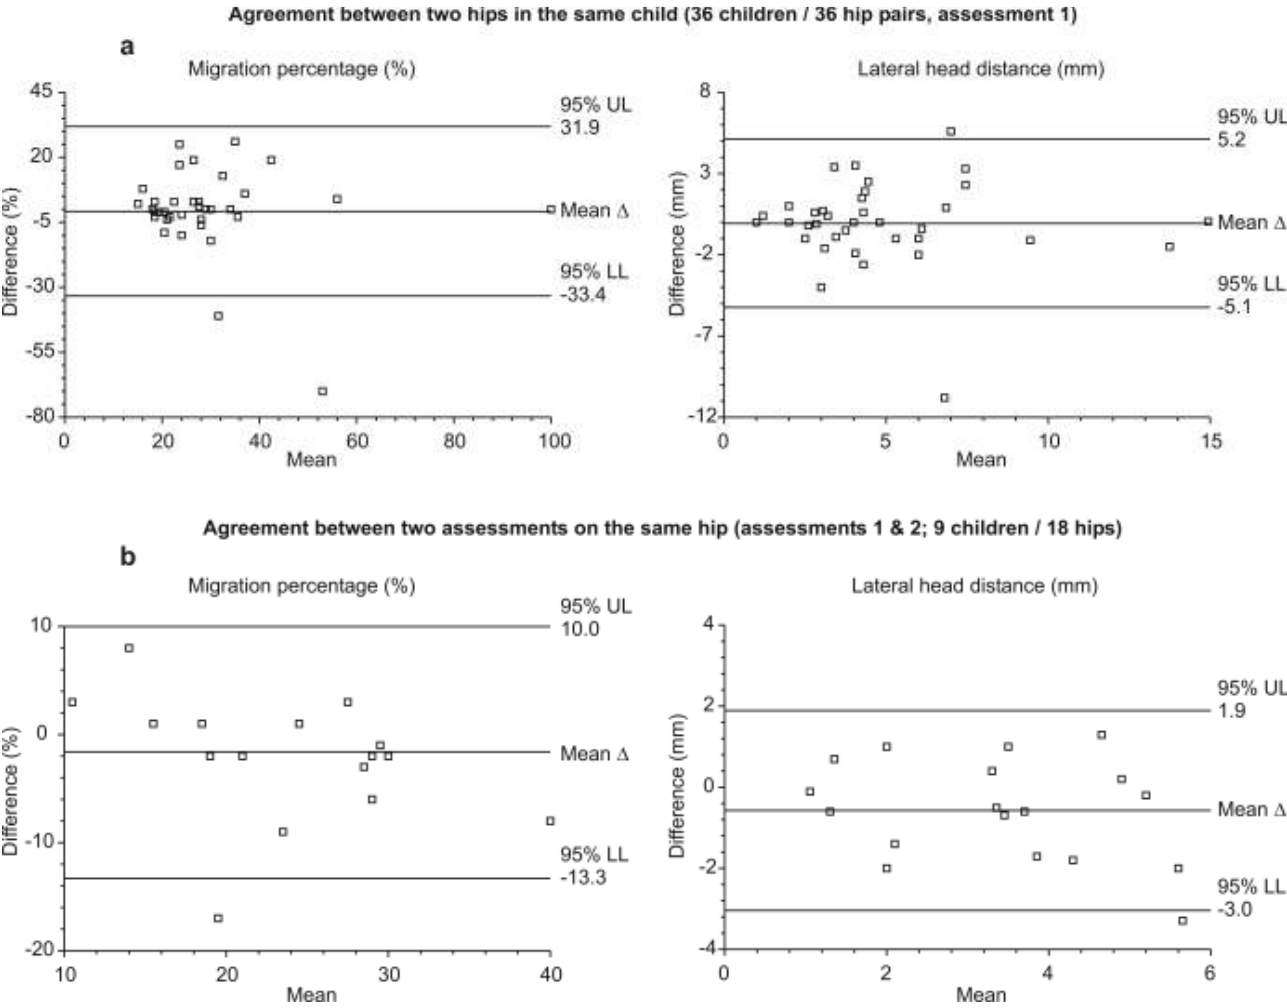 Agreement between two hips in the same child (36 children / 36 hip pairs, assessment 1)
a
Migration percentage (%)
45
20
-5
-30
-55
-80
Difference (%)
0
20
40
60
80
100
Mean
95% UL
31.9
Mean Δ
95% LL
-33.4
Lateral head distance (mm)
8
3
-2
-7
-12
Difference (mm)
0
5
10
15
Mean
95% UL
5.2
Mean Δ
95% LL
-5.1
Agreement between two assessments on the same hip (assessments 1 & 2; 9 children / 18 hips)
b
Migration percentage (%)
10
0
-10
-20
Difference (%)
10
20
30
40
Mean
95% UL
10.0
Mean Δ
95% LL
-13.3
Lateral head distance (mm)
4
2
0
-2
-4
Difference (mm)
0
2
4
6
Mean
95% UL
1.9
Mean Δ
95% LL
-3.0